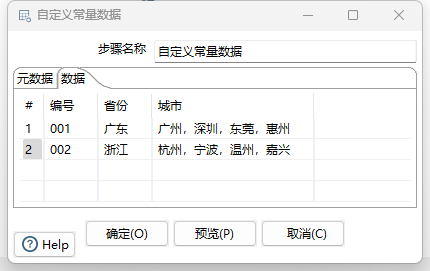 自定义常量数据
步骤名称 自定义常量数据
元数据 数据
# 编号 省份 城市
1 001 广东 广州，深圳，东莞，惠州
2 002 浙江 杭州，宁波，温州，嘉兴
确定(O) 预览(P) 取消(C)
Help